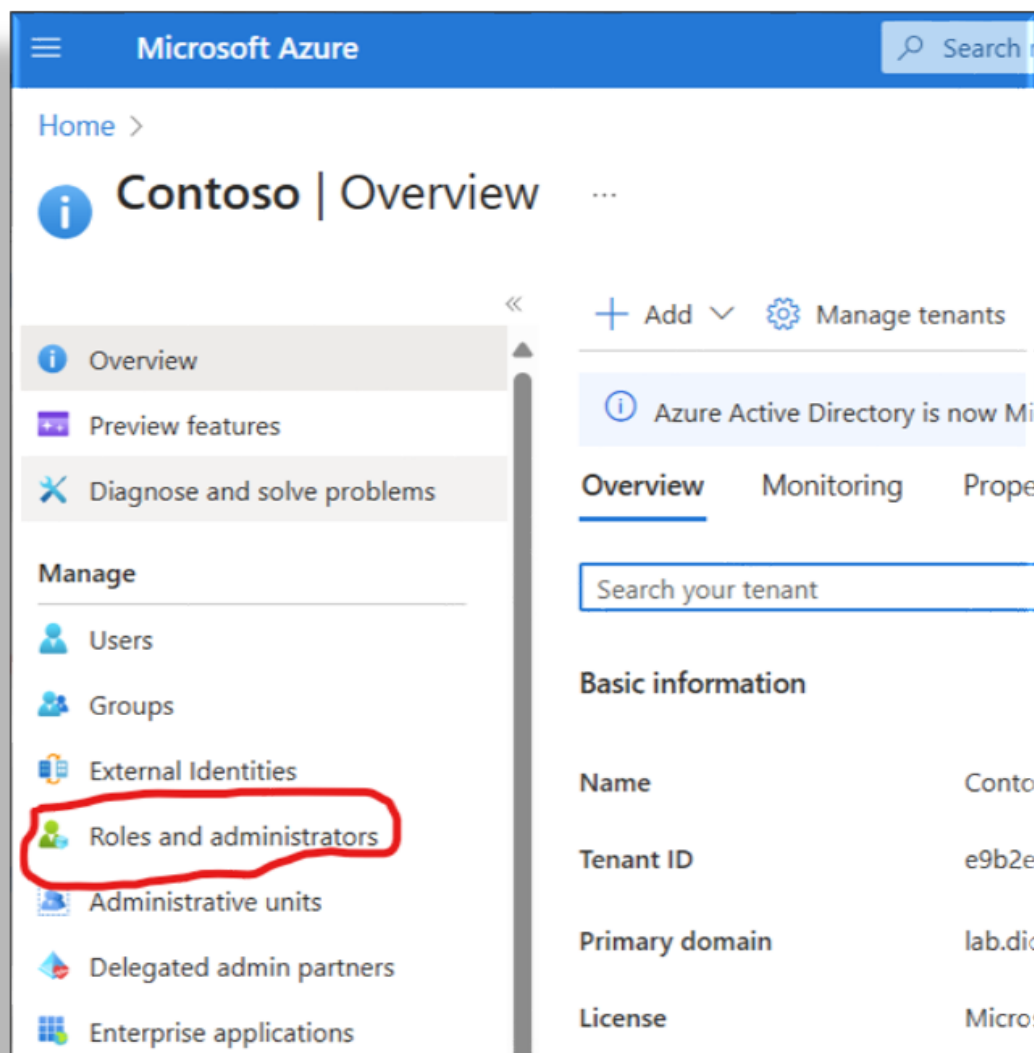 Microsoft Azure
Search
Home >
Contoso | Overview ...
«
Overview
Preview features
Diagnose and solve problems
Manage
Users
Groups
External Identities
Roles and administrators
Administrative units
Delegated admin partners
Enterprise applications
+ Add Manage tenants
Azure Active Directory is now
Overview Monitoring
Search your tenant
Basic information
Name
Tenant ID e9b2e
Primary domain lab.
License